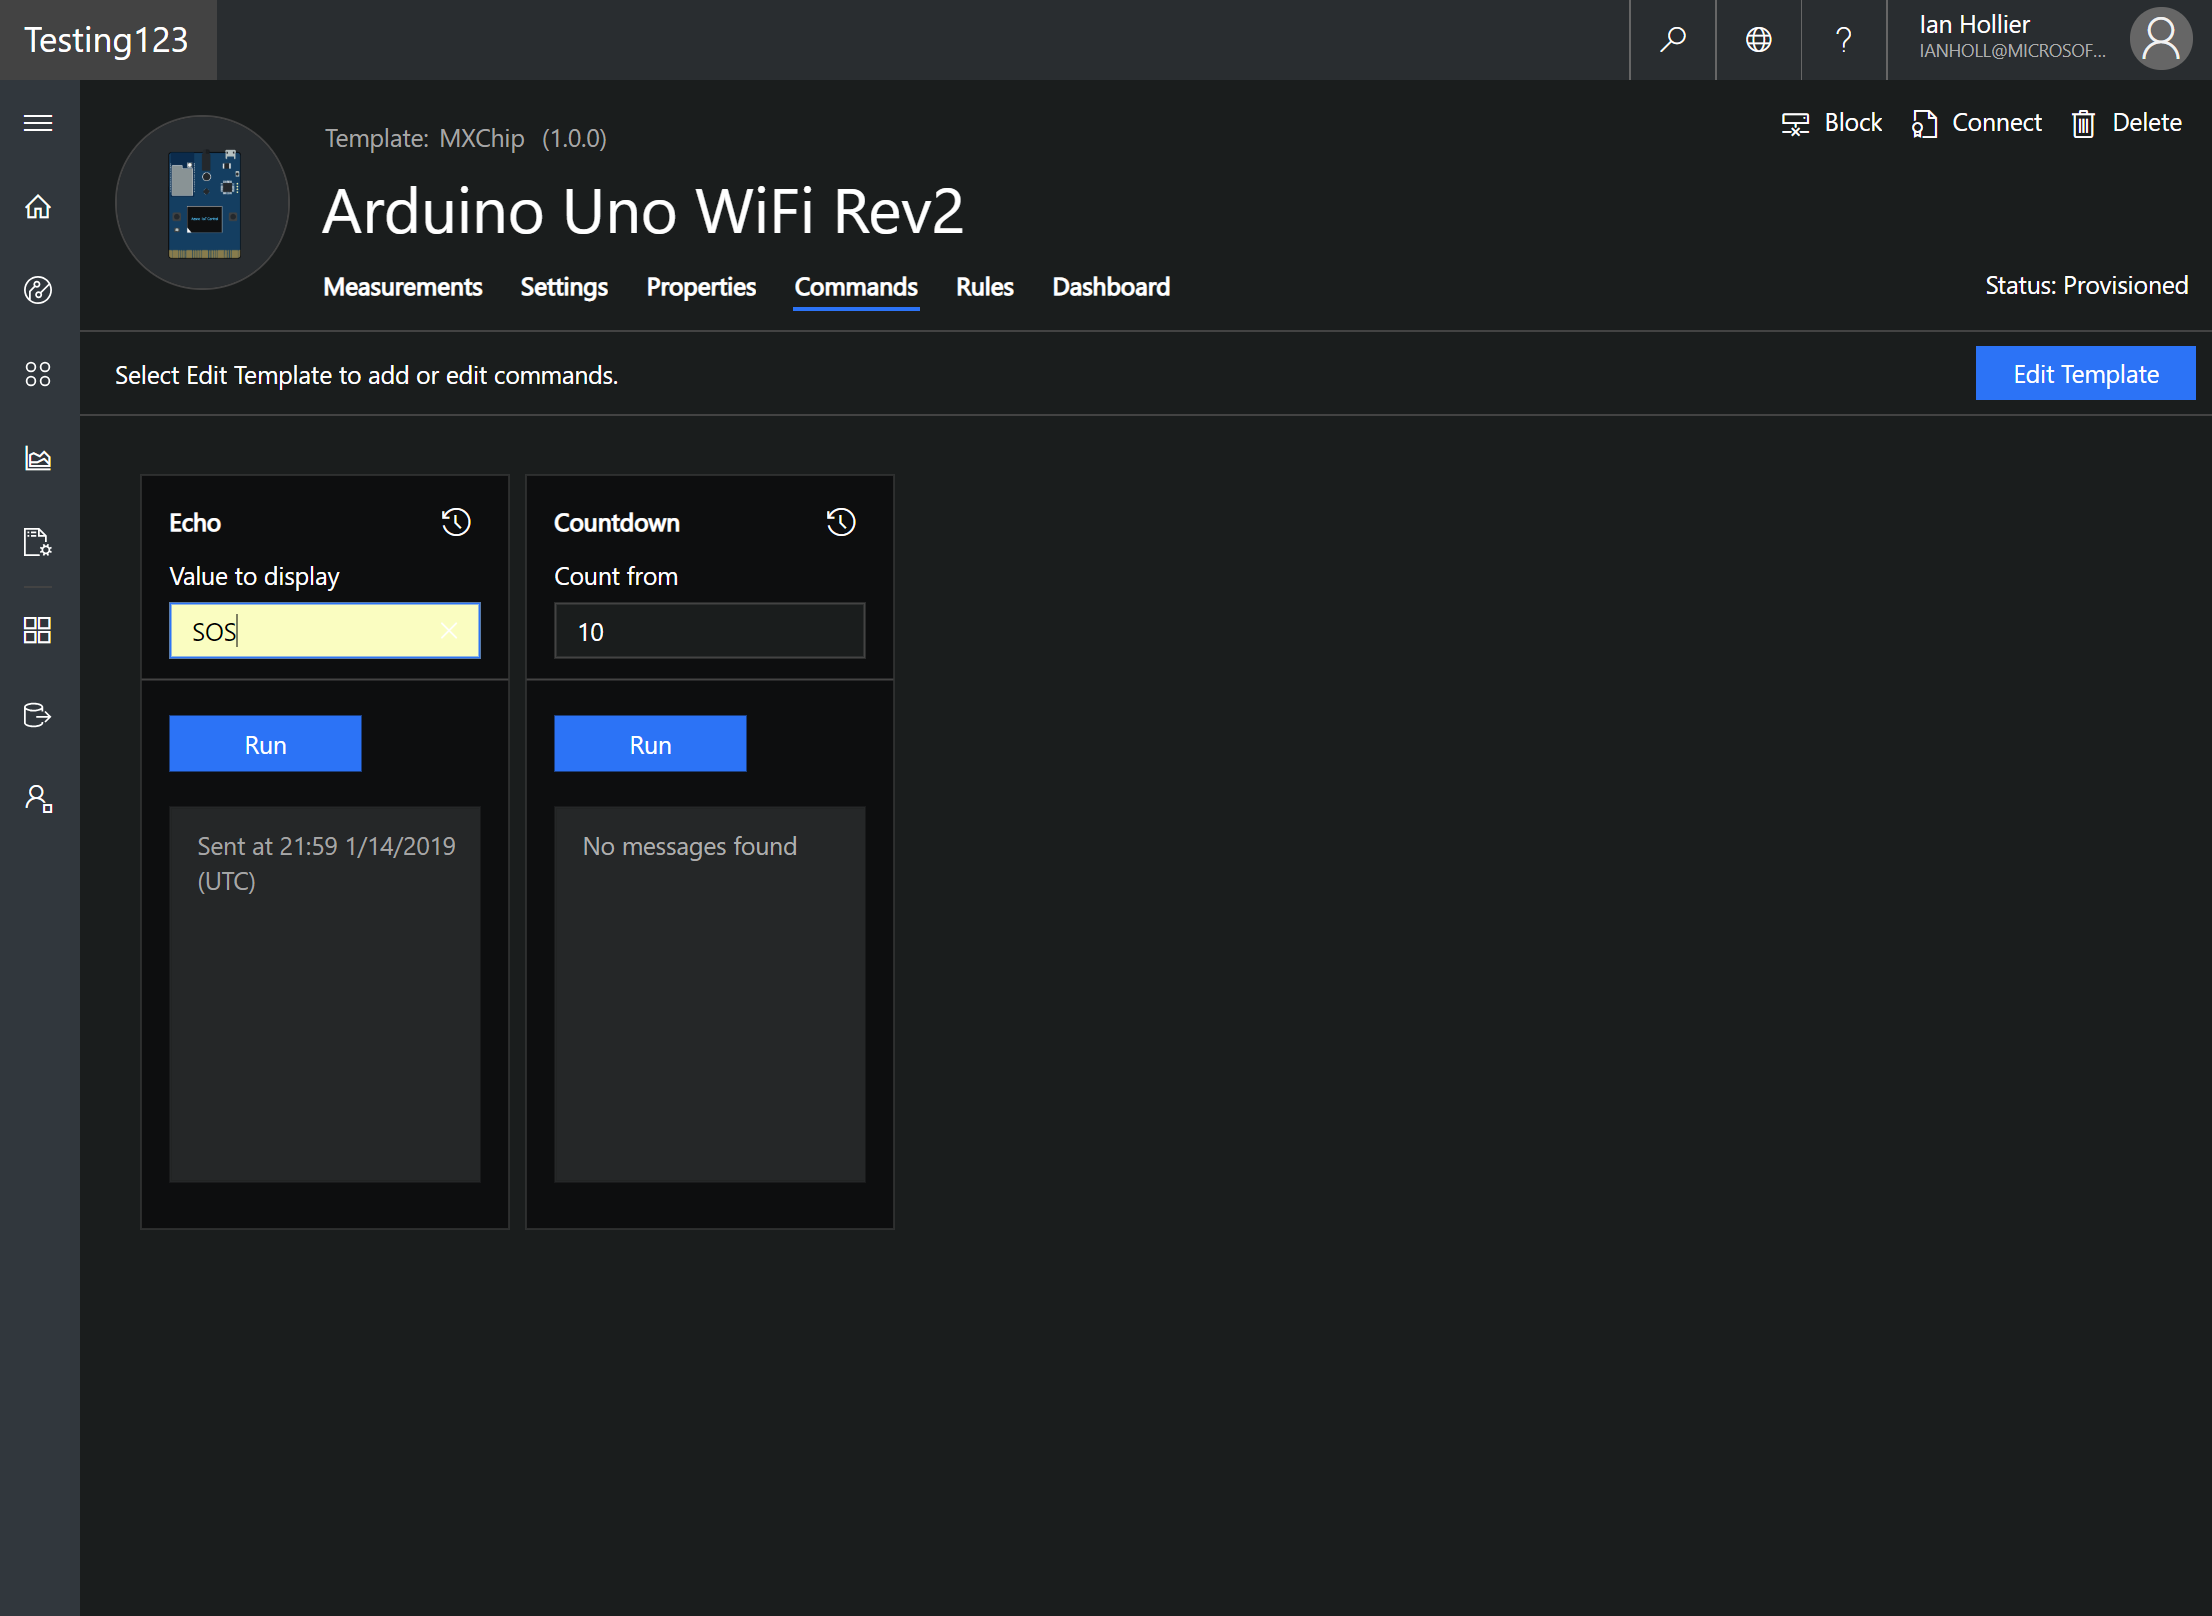 Testing123
?
Ian Hollier
IANHOLL@MICROSOF...
Template: MXChip (1.0.0)
Block
Connect
Delete
Arduino Uno WiFi Rev2
Measurements
Settings
Properties
Commands
Rules
Dashboard
Status: Provisioned
Select Edit Template to add or edit commands.
Edit Template
Echo
Value to display
SOS
Run
Sent at 21:59 1/14/2019
(UTC)
Countdown
Count from
10
Run
No messages found